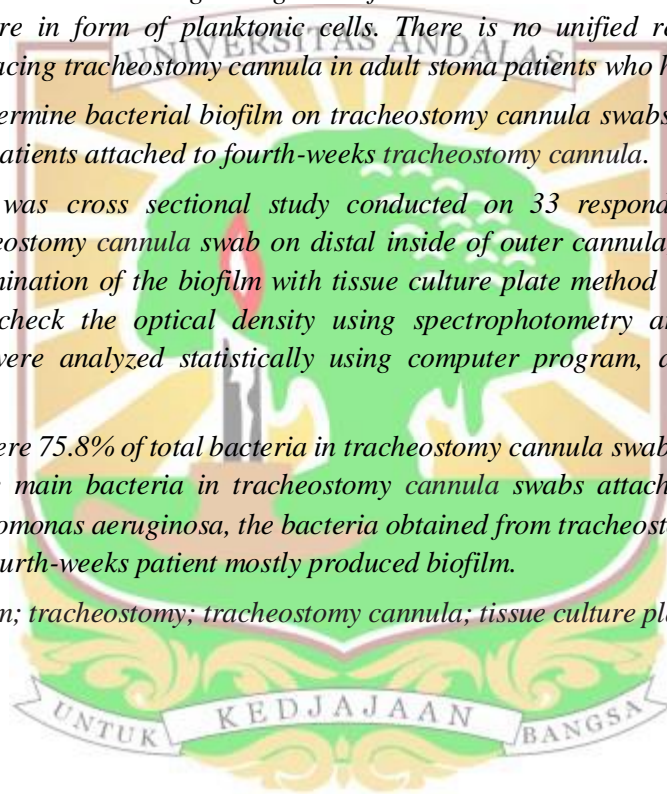 re in form of planktonic cells. There is no unified re
UNIVERSITAS ANDALAS
acing tracheostomy cannula in adult stoma patients who h
ermine bacterial biofilm on tracheostomy cannula swabs
patients attached to fourth-weeks tracheostomy cannula.
was cross sectional study conducted on 33 respond
eostomy cannula swab on distal inside of outer cannula
mination of the biofilm with tissue culture plate method
check the optical density using spectrophotometry a
were analyzed statistically using computer program, a
ere 75.8% of total bacteria in tracheostomy cannula swab
main bacteria in tracheostomy cannula swabs attach
omonas aeruginosa, the bacteria obtained from tracheost
ourth-weeks patient mostly produced biofilm.
m; tracheostomy; tracheostomy cannula; tissue culture pl
UNTUK KEDJAJAAN BANGSA